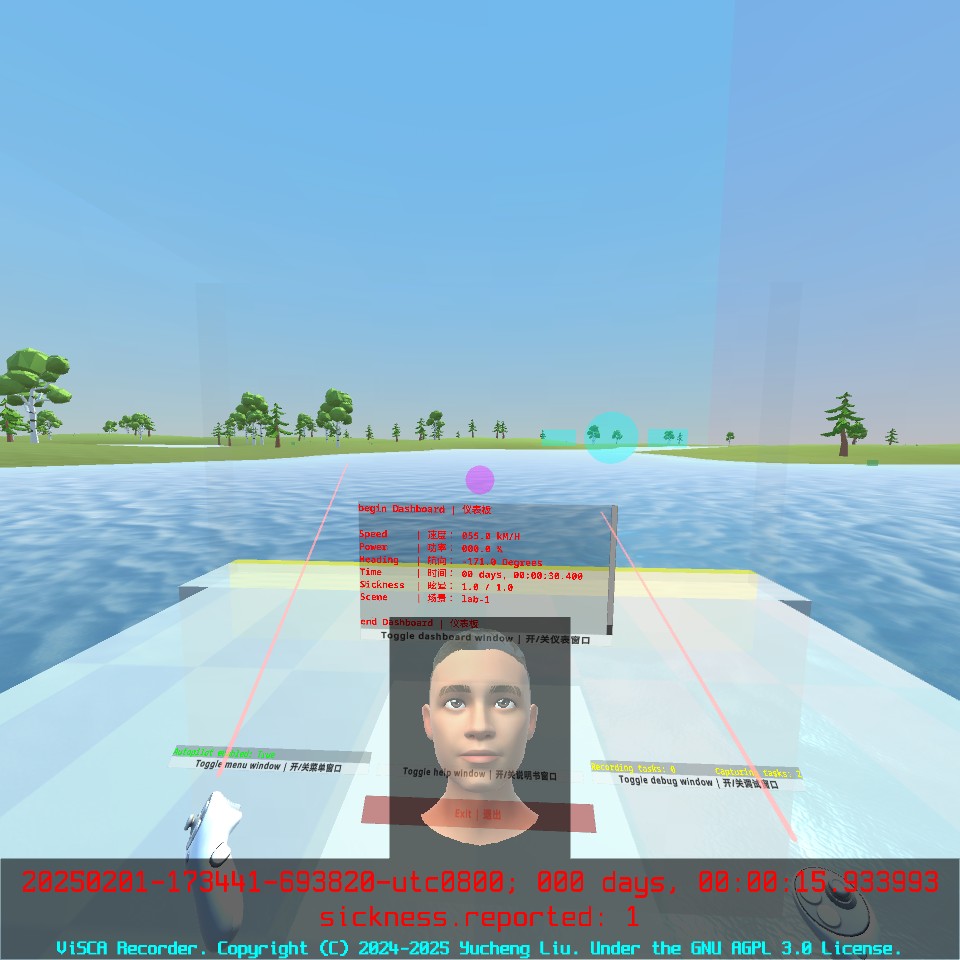 begin Dashboard | 仪表板
Speed | 速度： 055.0 kM/H
Power | 功率： 000.0 %
Heading | 航向： -171.0 Degrees
Time | 时间： 00 days, 00:00:30.400
Sickness | 眩晕： 1.0 / 1.0
Scene | 场景： lab-1
end Dashboard | 仪表板
Toggle dashboard window | 开/关仪表窗口
Autopilot enabled: True
Toggle menu window | 开/关菜单窗口
Toggle help window | 开/关说明书窗口
Recording tasks: 0 Capturing tasks: 2
Toggle debug window | 开/关调试窗口
Exit | 退出
20250201-173441-693820-utc0800; 000 days, 00:00:15.933993
sickness.reported: 1
ViSCA Recorder. Copyright (C) 2024-2025 Yucheng Liu. Under the GNU AGPL 3.0 License.